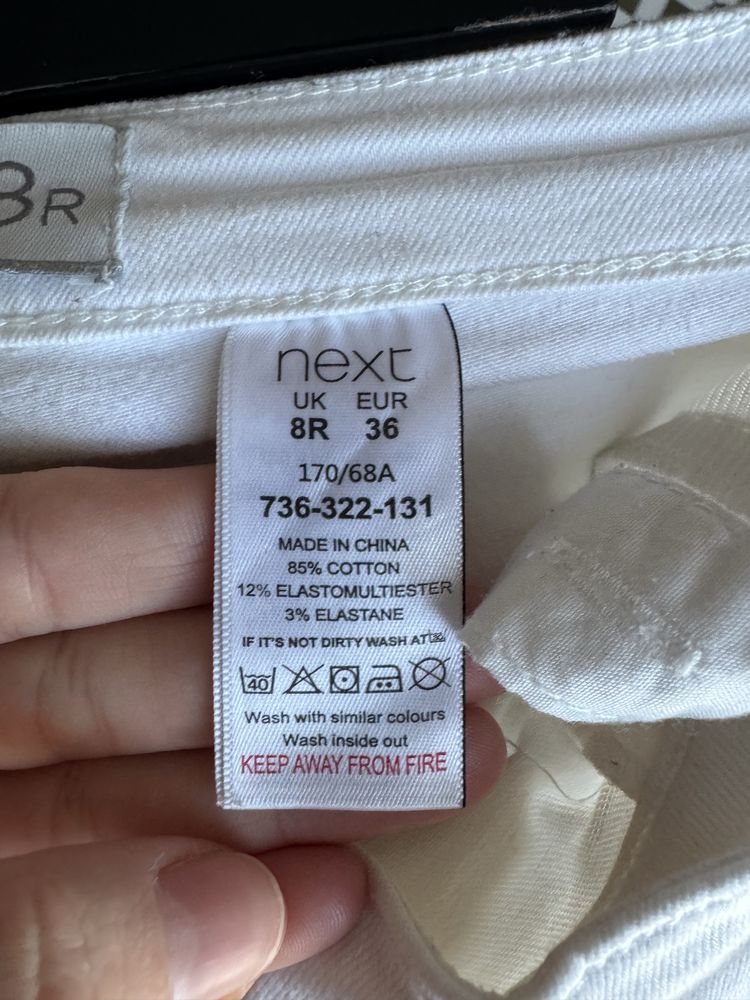 8R
next
UK EUR
8R 36
170/68A
736-322-131
MADE IN CHINA
85% COTTON
12% ELASTOMULTIESTER
3% ELASTANE
IF IT'S NOT DIRTY WASH AT
40
Wash with similar colours
Wash inside out
KEEP AWAY FROM FIRE